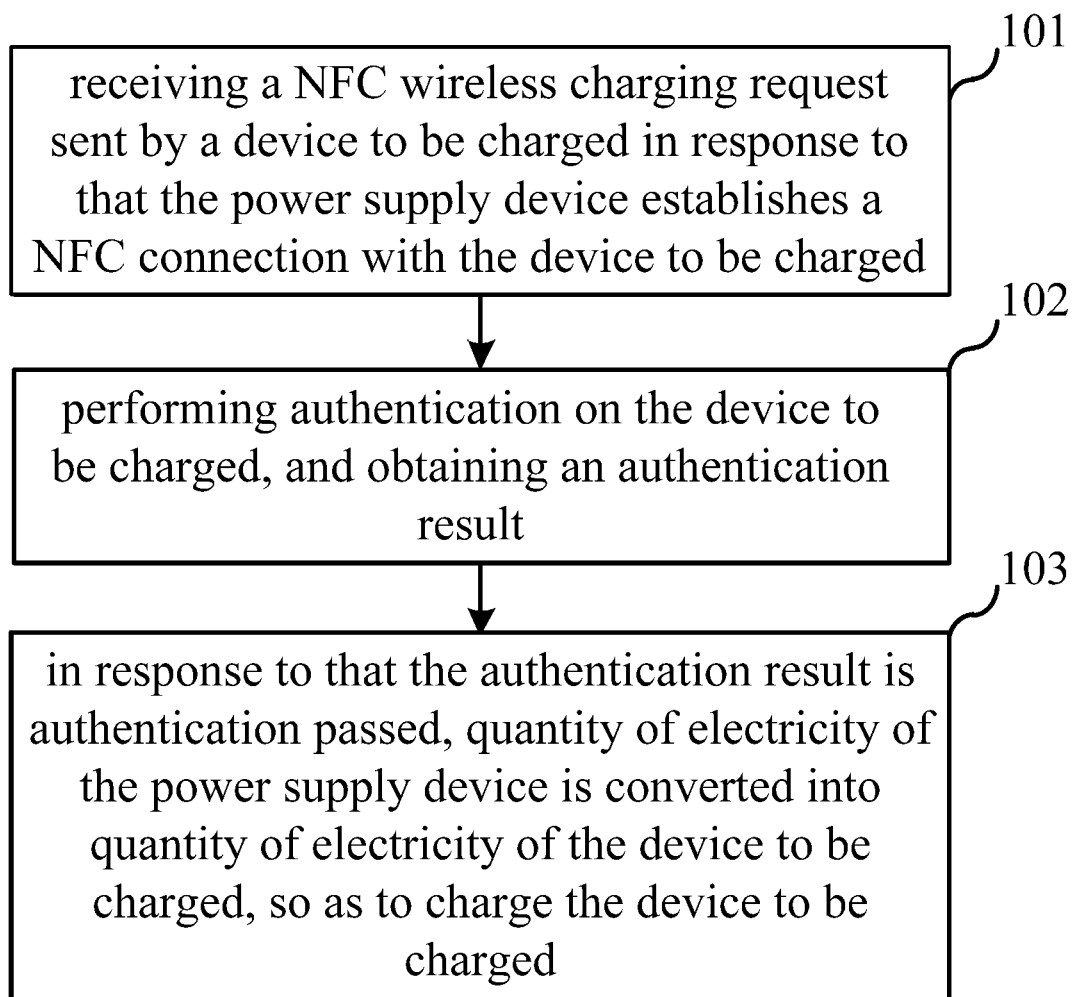 101
receiving a NFC wireless charging request
sent by a device to be charged in response to
that the power supply device establishes a
NFC connection with the device to be charged
102
performing authentication on the device to
be charged, and obtaining an authentication
result
103
in response to that the authentication result is
authentication passed, quantity of electricity of
the power supply device is converted into
quantity of electricity of the device to be
charged, so as to charge the device to be
charged